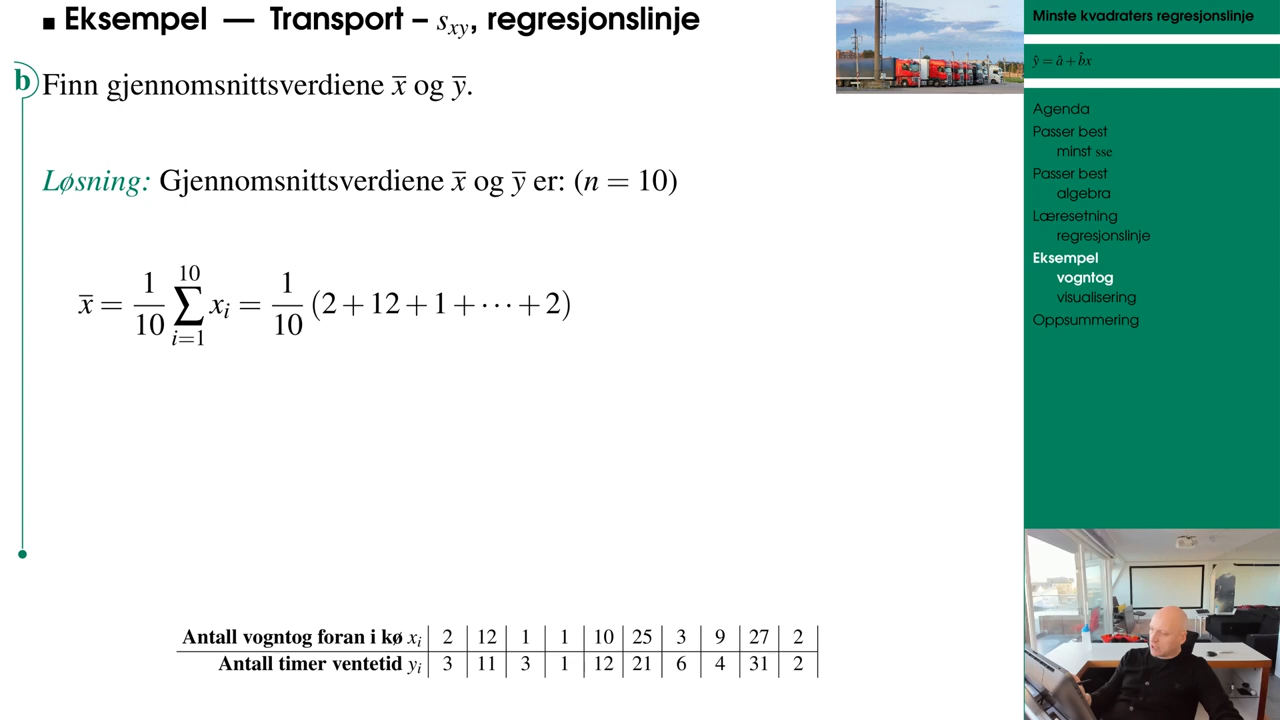 Eksempel — Transport – s_xy, regresjonslinje
b Finn gjennomsnittsverdiene x̅ og y̅.
Løsning: Gjennomsnittsverdiene x̅ og y̅ er: (n = 10)
x̅ = 1/10 ∑_{i=1}^{10} x_i = 1/10 (2 + 12 + 1 + ⋯ + 2)
Antall vogntog foran i kø x_i 2 12 1 1 10 25 3 9 27 2
Antall timer ventetid y_i 3 11 3 1 12 21 6 4 31 2
Minste kvadraters regresjonslinje
ŷ = â + b̂x
Agenda
Passer best
minst sse
Passer best
algebra
Læresetning
regresjonslinje
Eksempel
vogntog
visualisering
Oppsummering